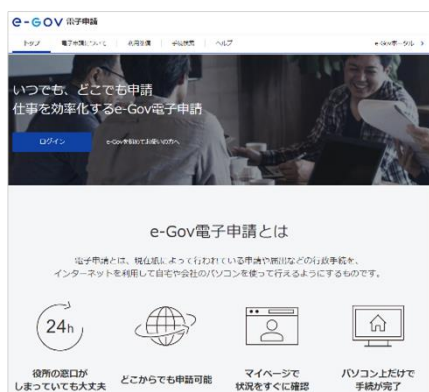 e-GOV 電子申請
トップ 電子申請について 利用準備 手続検索 ヘルプ e-Govポータル
いつでも、どこでも申請
仕事を効率化するe-Gov電子申請
ログイン e-Govを初めてお使いの方へ
e-Gov電子申請とは
電子申請とは、現在紙によって行われている申請や届出などの行政手続を、
インターネットを利用して自宅や会社のパソコンを使って行えるようにするものです。
24h
役所の窓口が
しまっていても大丈夫
どこからでも申請可能
マイページで
状況をすぐに確認
パソコン上だけで
手続が完了